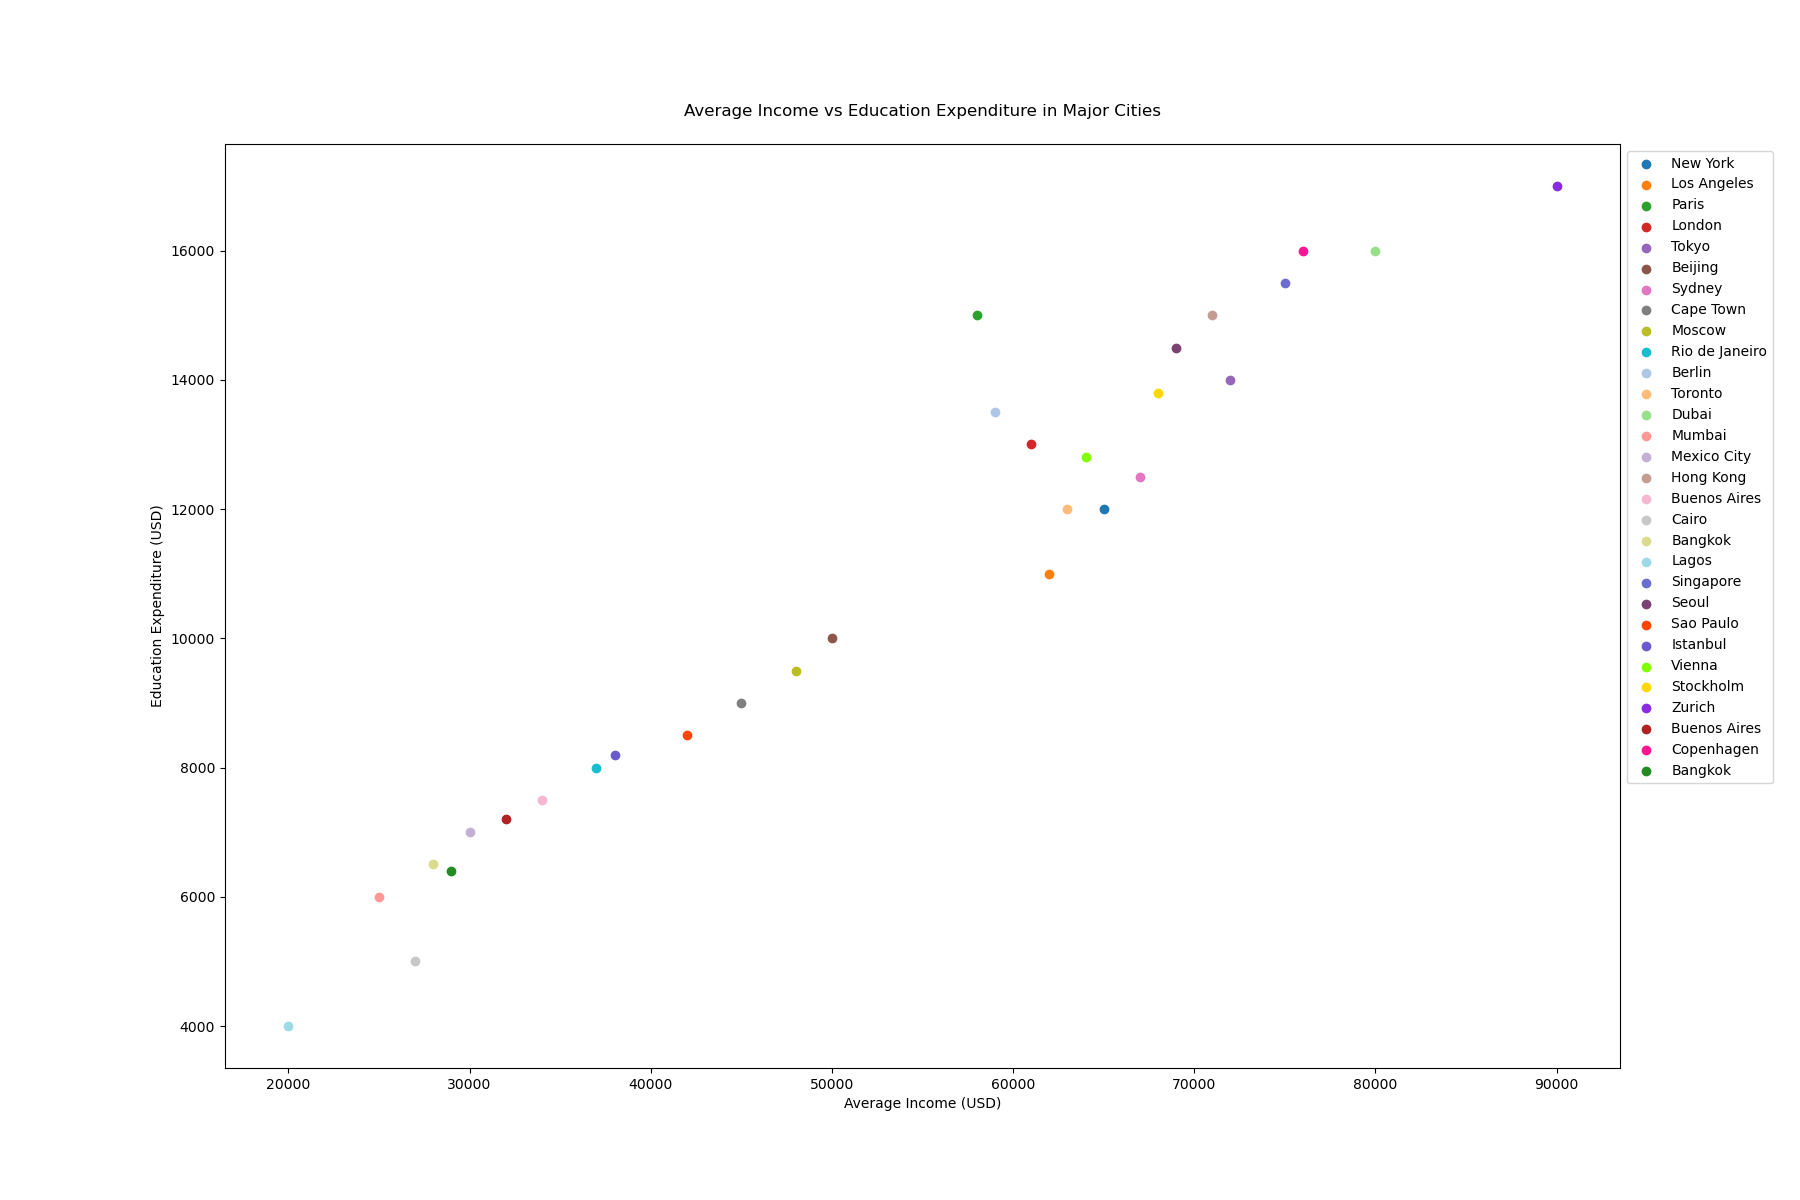 Average Income vs Education Expenditure in Major Cities
Education Expenditure (USD)
16000
14000
12000
10000
8000
6000
4000
20000 30000 40000 50000 60000 70000 80000 90000
Average Income (USD)
New York
Los Angeles
Paris
London
Tokyo
Beijing
Sydney
Cape Town
Moscow
Rio de Janeiro
Berlin
Toronto
Dubai
Mumbai
Mexico City
Hong Kong
Buenos Aires
Cairo
Bangkok
Lagos
Singapore
Seoul
Sao Paulo
Istanbul
Vienna
Stockholm
Zurich
Buenos Aires
Copenhagen
Bangkok